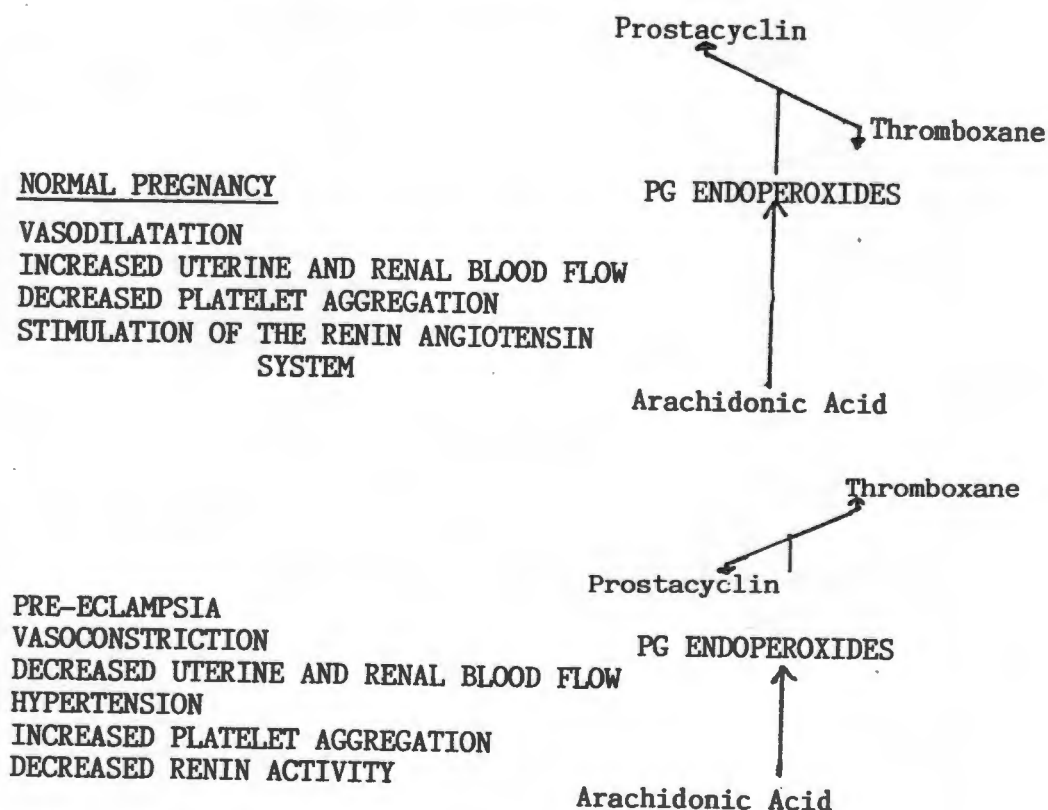 Prostacyclin
Thromboxane
NORMAL PREGNANCY
PG ENDOPEROXIDES
VASODILATATION
INCREASED UTERINE AND RENAL BLOOD FLOW
DECREASED PLATELET AGGREGATION
STIMULATION OF THE RENIN ANGIOTENSIN
SYSTEM
Arachidonic Acid
Thromboxane
Prostacyclin
PRE-ECLAMPSIA
VASOCONSTRICTION
PG ENDOPEROXIDES
DECREASED UTERINE AND RENAL BLOOD FLOW
HYPERTENSION
INCREASED PLATELET AGGREGATION
DECREASED RENIN ACTIVITY
Arachidonic Acid